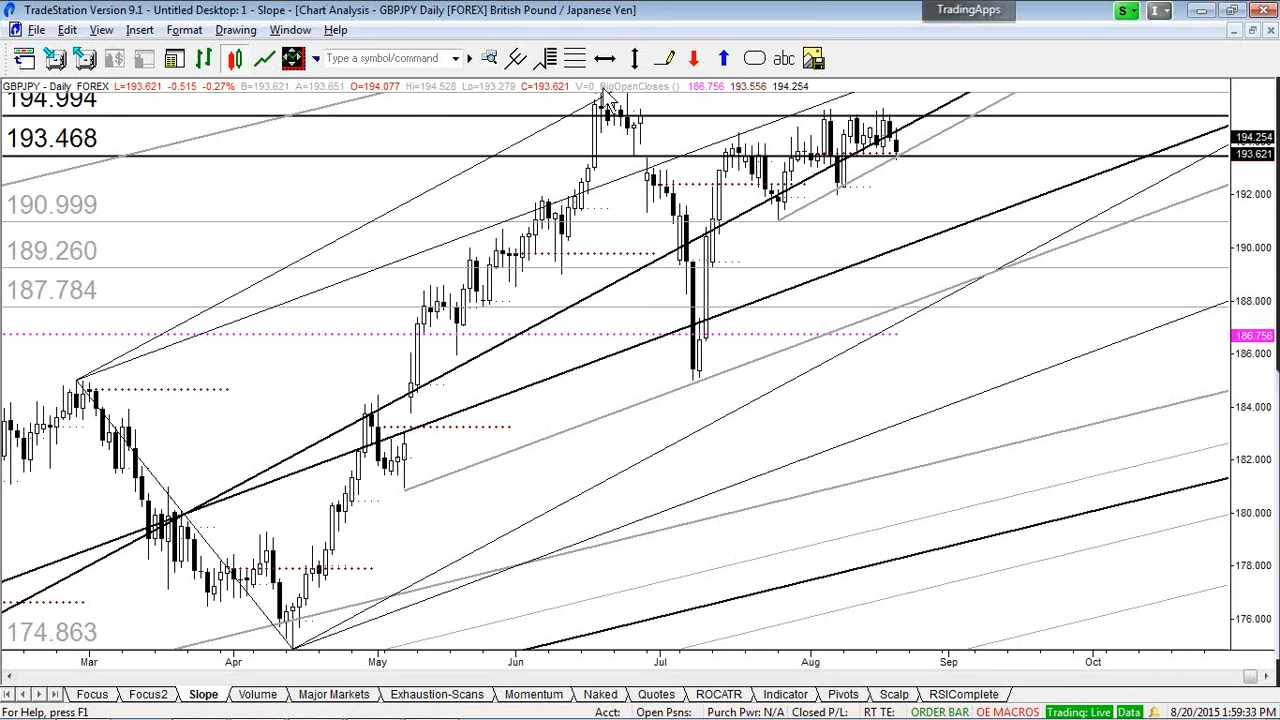 TradeStation Version 9.1 - Untitled Desktop: 1 - Slope - [Chart Analysis - GBPJPY Daily [FOREX] British Pound / Japanese Yen]
TradingApps
S
I
File Edit View Insert Format Drawing Window Help
Type a symbol/command
abc
GBPJPY - Daily FOREX L=193.621 -0.515 -0.27% B=193.621 A=193.651 O=194.077 Hi=194.528 Lo=193.279 C=193.621 V=0 BigOpenCloses () 186.756 193.556 194.254
194.994
193.468
190.999
189.260
187.784
174.863
194.254
193.621
192.000
190.000
188.000
186.756
186.000
184.000
182.000
180.000
178.000
176.000
Mar Apr May Jun Jul Aug Sep Oct
Focus Focus2 Slope Volume Major Markets Exhaustion-Scans Momentum Naked Quotes ROCATR Indicator Pivots Scalp RSIComplete
For Help, press F1
Acct: Open Psns: Purch Pwr: N/A Closed P/L: RT TE: ORDER BAR OE MACROS Trading: Live Data 8/20/2015 1:59:33 PM